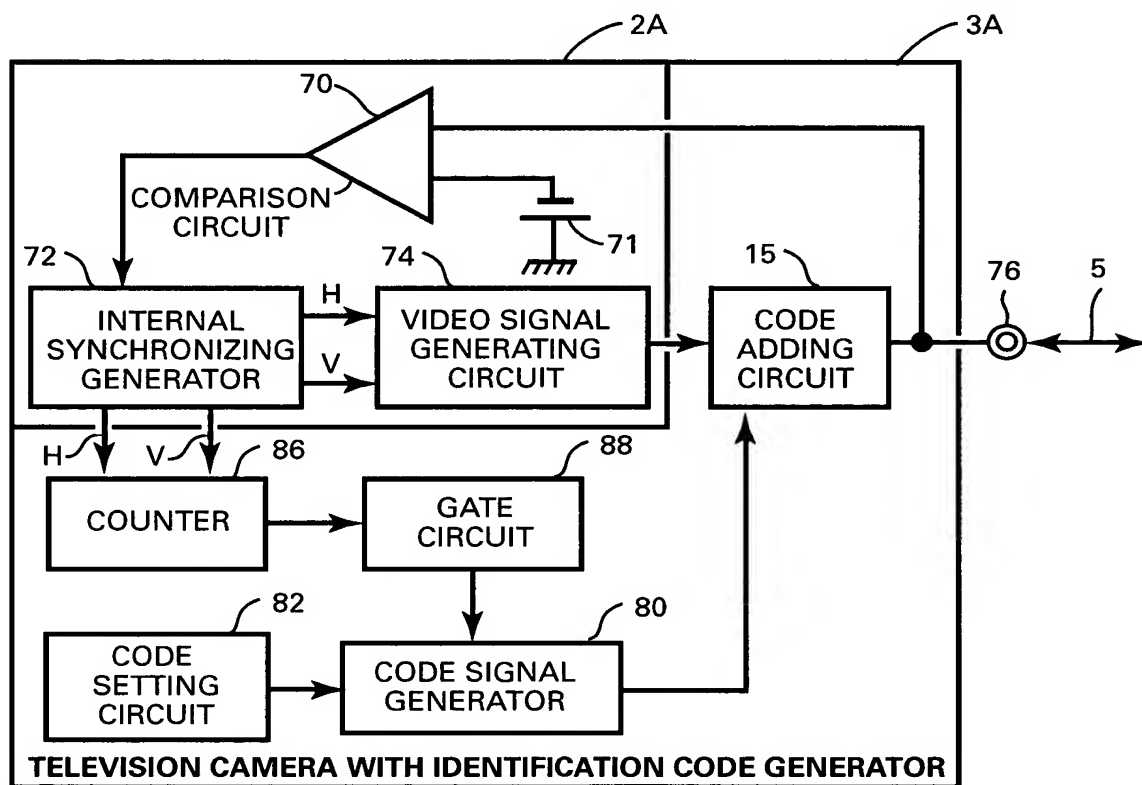 2A
3A
70
COMPARISON
CIRCUIT
71
72
74
15
76
5
INTERNAL
SYNCHRONIZING
GENERATOR
H
V
VIDEO SIGNAL
GENERATING
CIRCUIT
CODE
ADDING
CIRCUIT
H
V
86
88
COUNTER
GATE
CIRCUIT
82
80
CODE
SETTING
CIRCUIT
CODE SIGNAL
GENERATOR
TELEVISION CAMERA WITH IDENTIFICATION CODE GENERATOR